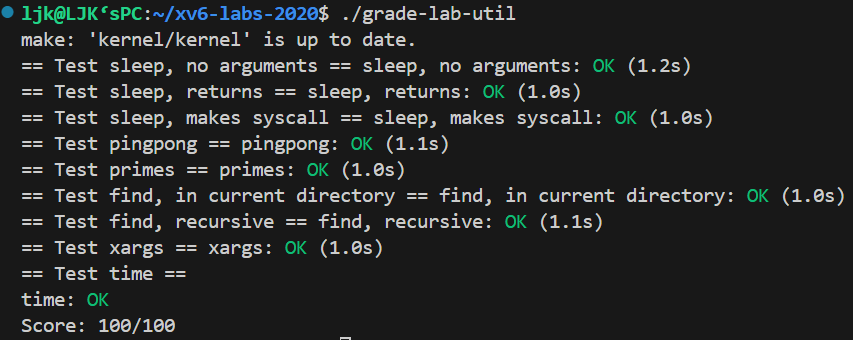 ljk@LJK‘sPC:~/xv6-labs-2020$ ./grade-lab-util
make: 'kernel/kernel' is up to date.
== Test sleep, no arguments == sleep, no arguments: OK (1.2s)
== Test sleep, returns == sleep, returns: OK (1.0s)
== Test sleep, makes syscall == sleep, makes syscall: OK (1.0s)
== Test pingpong == pingpong: OK (1.1s)
== Test primes == primes: OK (1.0s)
== Test find, in current directory == find, in current directory: OK (1.0s)
== Test find, recursive == find, recursive: OK (1.1s)
== Test xargs == xargs: OK (1.0s)
== Test time ==
time: OK
Score: 100/100